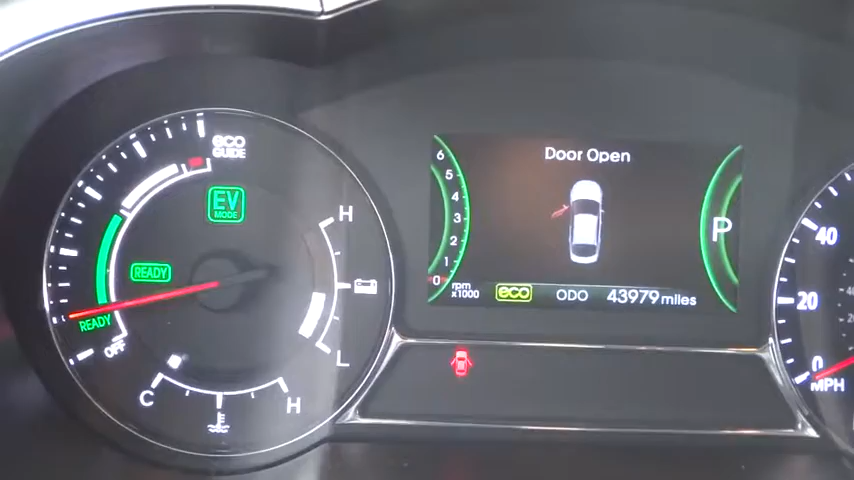 eco
GUIDE
EV
MODE
READY
READY
OFF
C
H
H
L
E
6
5
4
3
2
1
0
rpm
x1000
Door Open
P
eco
ODO 43979 miles
40
20
0
MPH